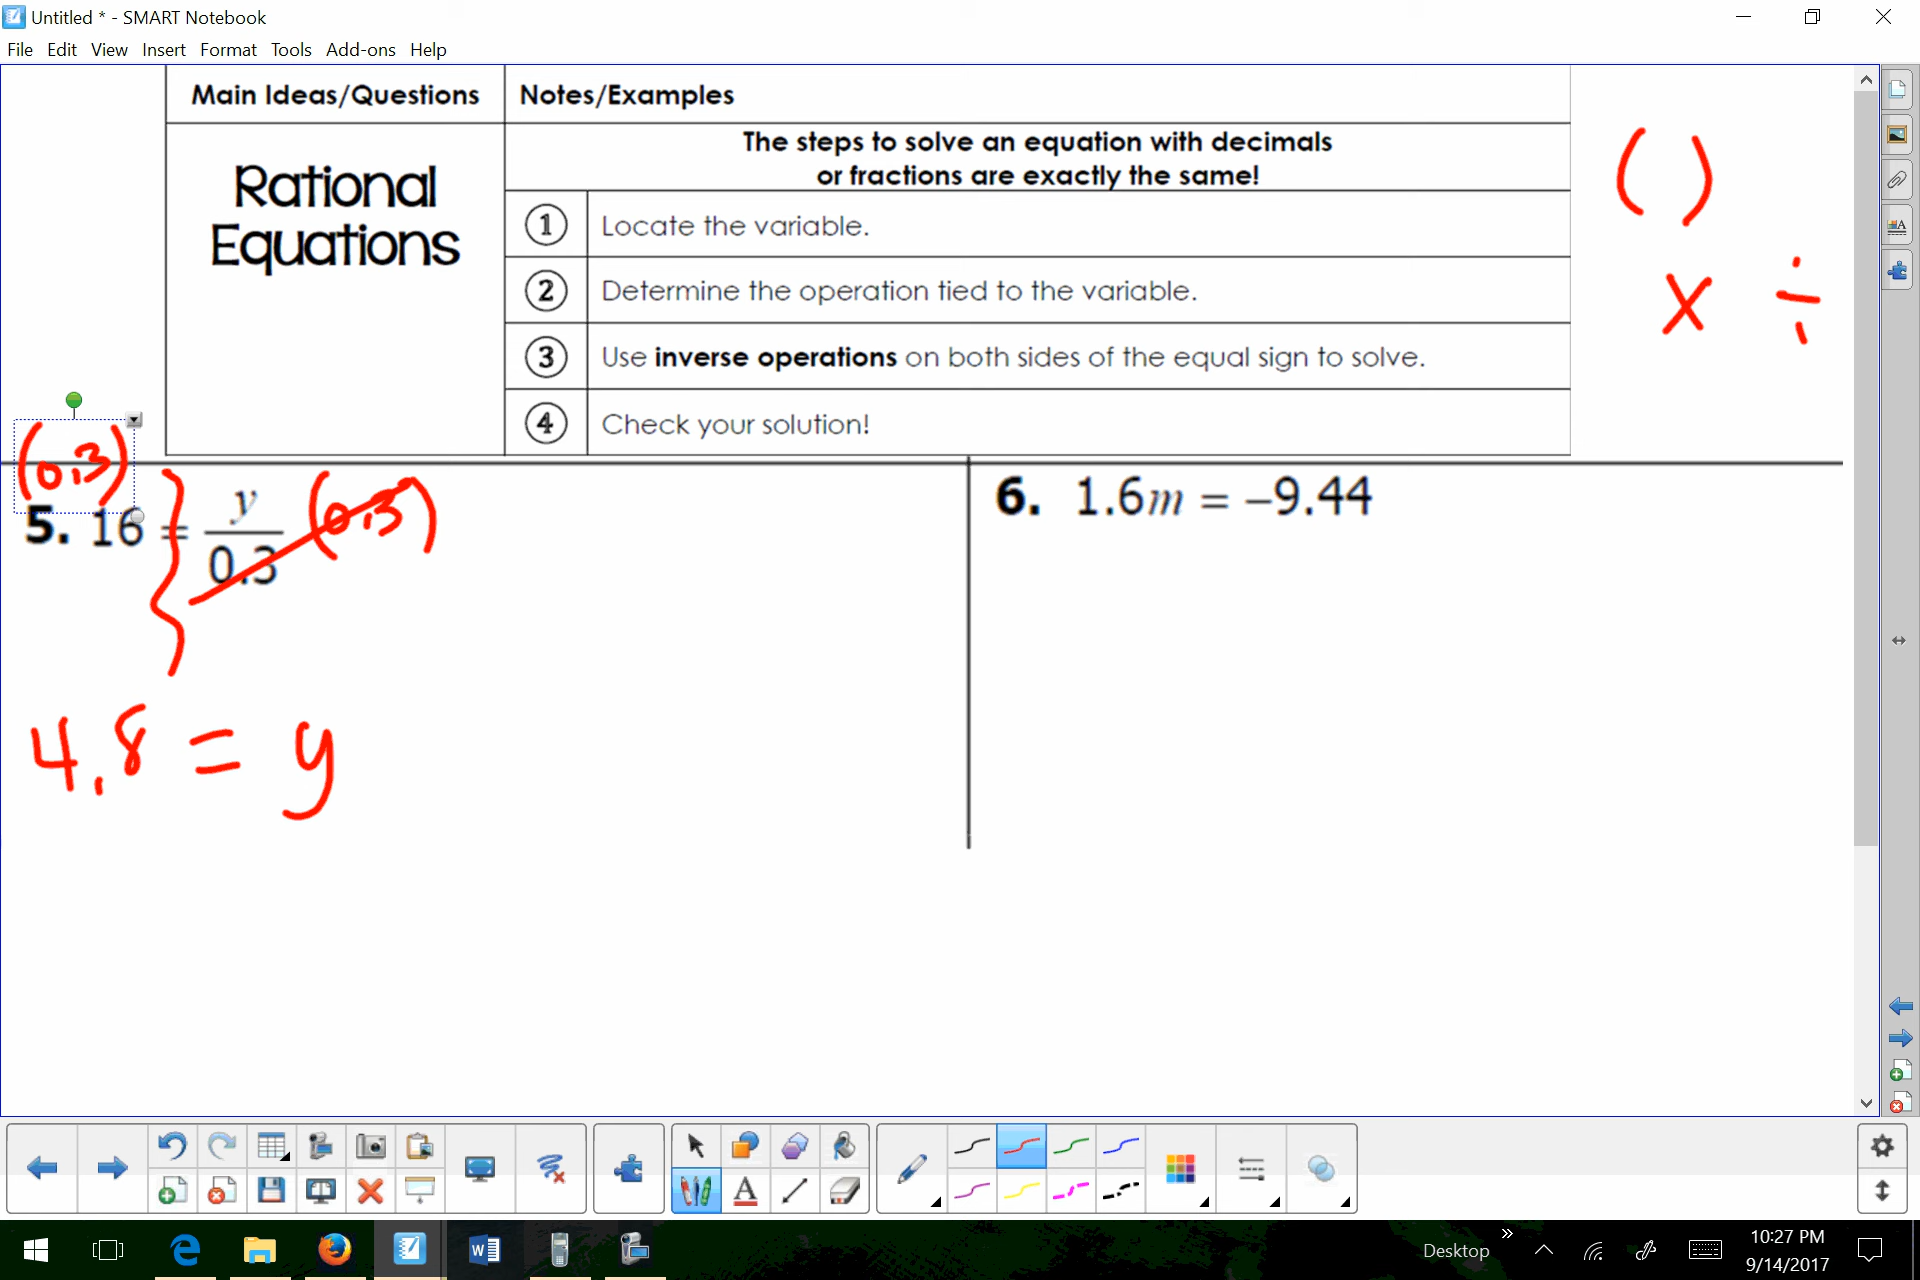 Untitled * - SMART Notebook
File Edit View Insert Format Tools Add-ons Help
Main Ideas/Questions Notes/Examples
Rational
Equations
The steps to solve an equation with decimals
or fractions are exactly the same!
1 Locate the variable.
2 Determine the operation tied to the variable.
3 Use inverse operations on both sides of the equal sign to solve.
4 Check your solution!
( )
x ÷
(0.3)
5. 16 = y/0.3 (0.3)
4.8 = y
6. 1.6m = −9.44
Desktop
10:27 PM
9/14/2017